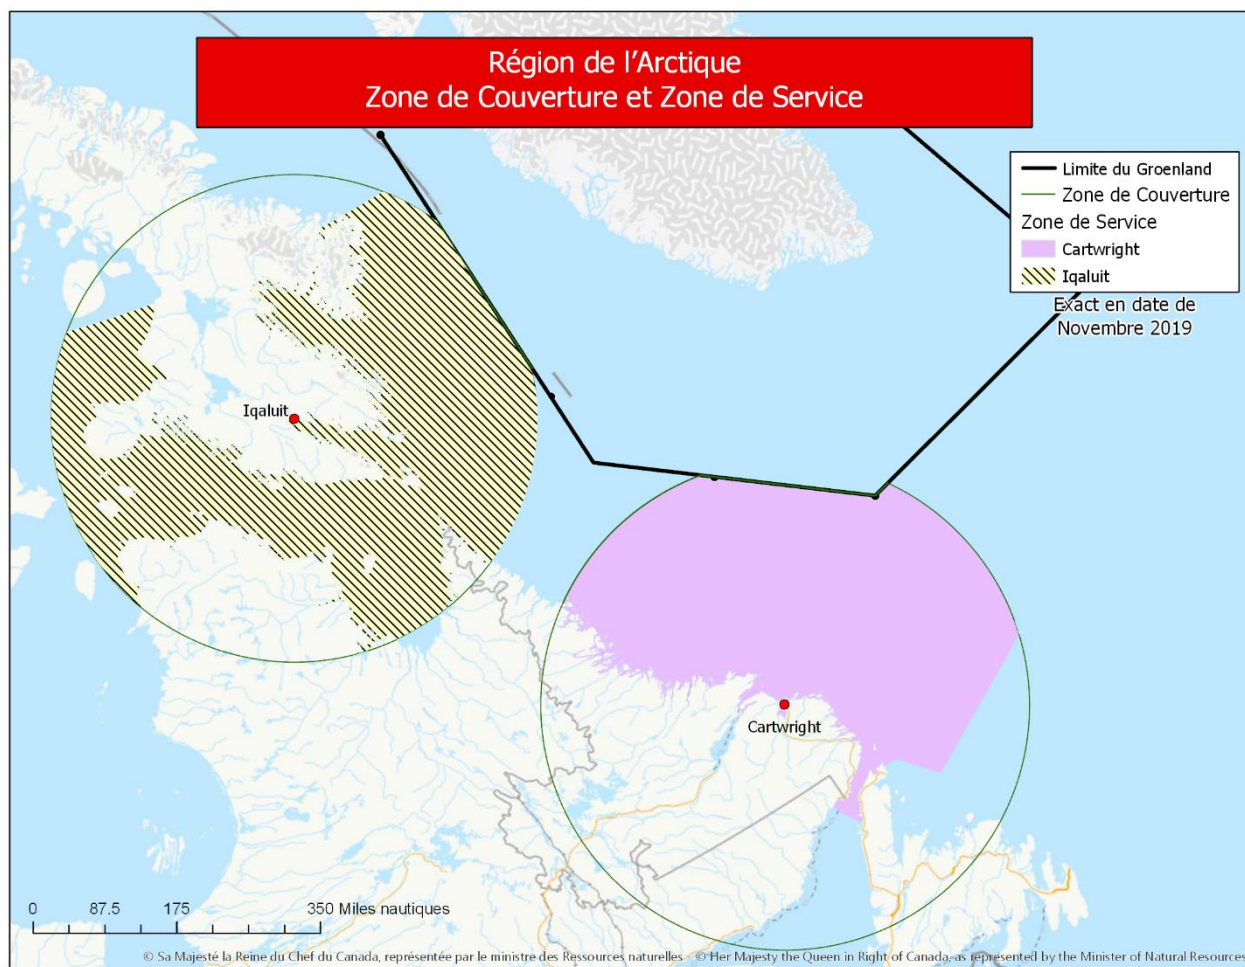 Région de l'Arctique
Zone de Couverture et Zone de Service
Limite du Groenland
Zone de Couverture
Zone de Service
Cartwright
Iqaluit
Exact en date de
Novembre 2019
Iqaluit
Cartwright
0 87.5 175 350 Miles nautiques
© Sa Majesté la Reine du Chef du Canada, représentée par le ministre des Ressources naturelles - © Her Majesty the Queen in Right of Canada, as represented by the Minister of Natural Resources